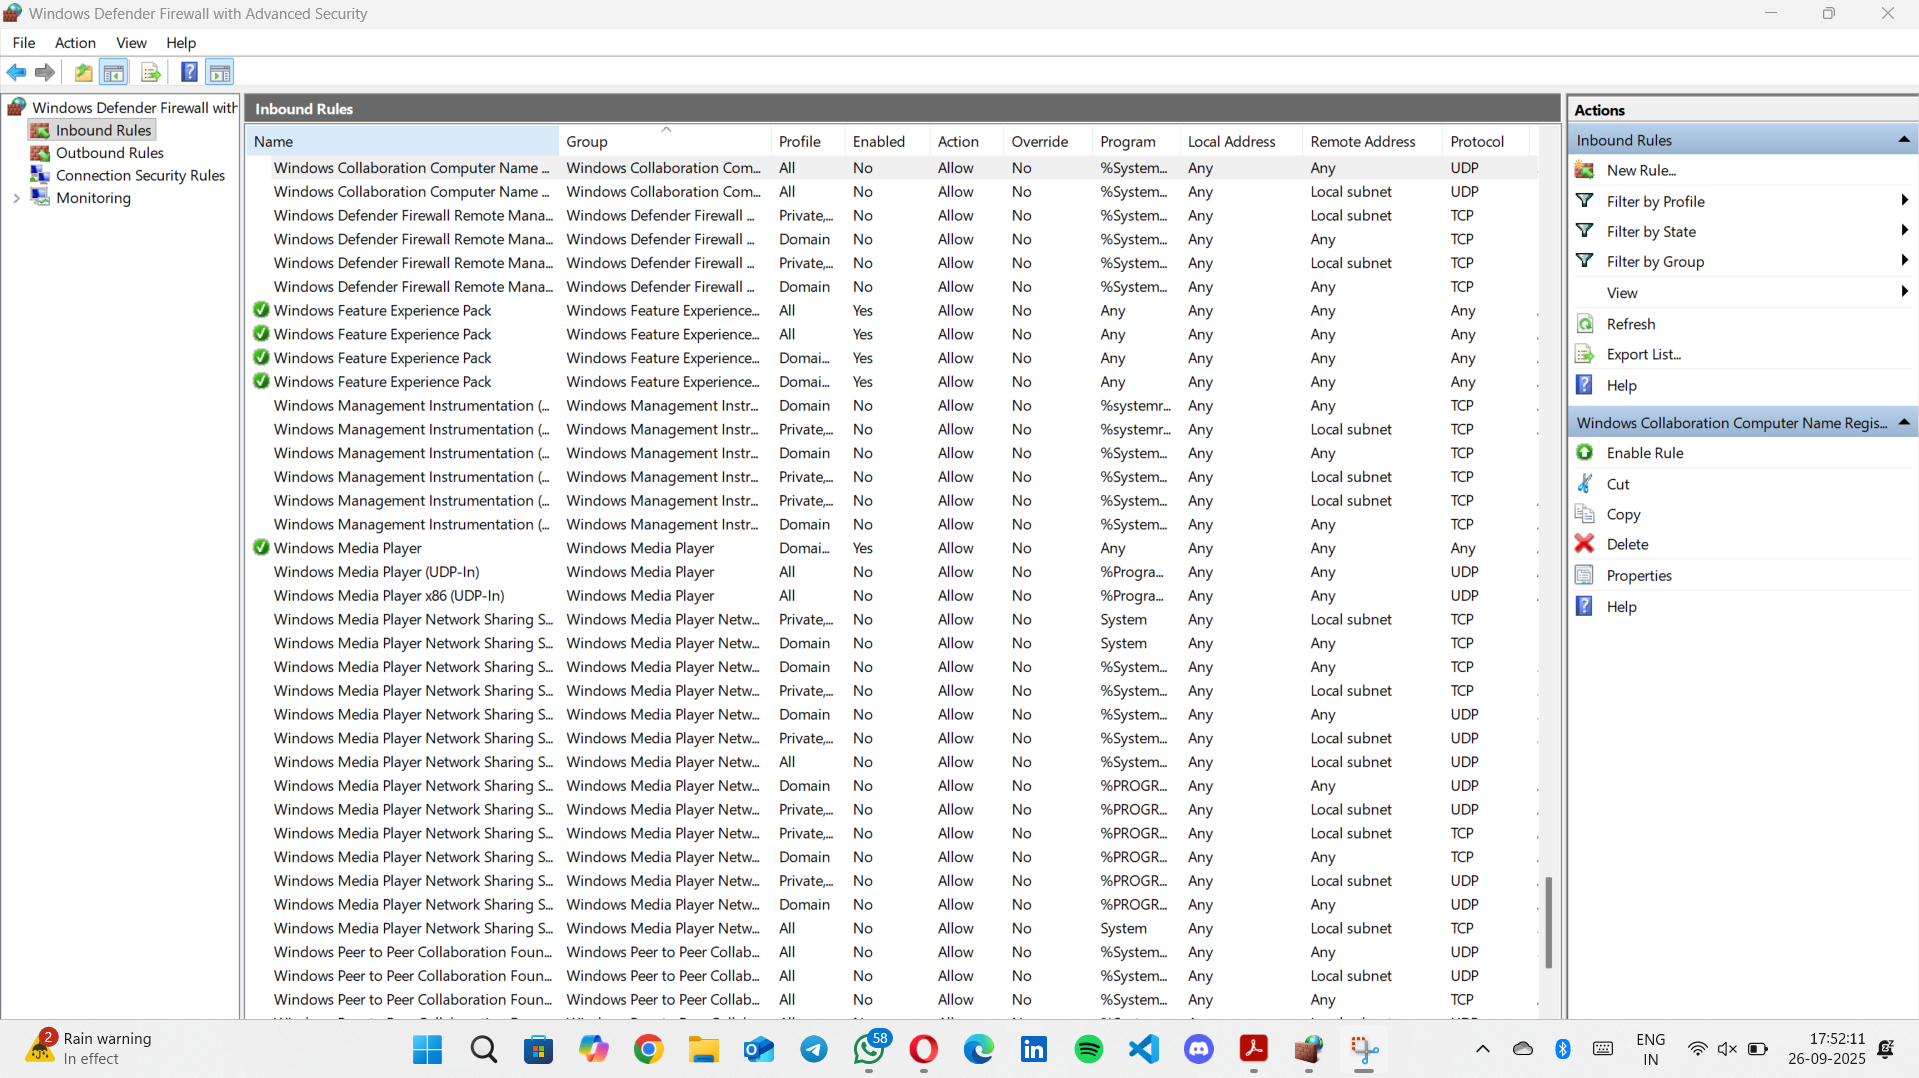 Windows Defender Firewall with Advanced Security
File Action View Help
Windows Defender Firewall with
Inbound Rules
Outbound Rules
Connection Security Rules
Monitoring
Inbound Rules
Name Group Profile Enabled Action Override Program Local Address Remote Address Protocol
Windows Collaboration Computer Name ... Windows Collaboration Com... All No Allow No %System... Any Any UDP
Windows Collaboration Computer Name ... Windows Collaboration Com... All No Allow No %System... Any Local subnet UDP
Windows Defender Firewall Remote Mana... Windows Defender Firewall ... Private,... No Allow No %System... Any Local subnet TCP
Windows Defender Firewall Remote Mana... Windows Defender Firewall ... Domain No Allow No %System... Any Any TCP
Windows Defender Firewall Remote Mana... Windows Defender Firewall ... Private,... No Allow No %System... Any Local subnet TCP
Windows Defender Firewall Remote Mana... Windows Defender Firewall ... Domain No Allow No %System... Any Any TCP
Windows Feature Experience Pack Windows Feature Experience... All Yes Allow No Any Any Any Any
Windows Feature Experience Pack Windows Feature Experience... All Yes Allow No Any Any Any Any
Windows Feature Experience Pack Windows Feature Experience... Domai... Yes Allow No Any Any Any Any
Windows Feature Experience Pack Windows Feature Experience... Domai... Yes Allow No Any Any Any Any
Windows Management Instrumentation (... Windows Management Instr... Domain No Allow No %systemr... Any Any TCP
Windows Management Instrumentation (... Windows Management Instr... Private,... No Allow No %systemr... Any Local subnet TCP
Windows Management Instrumentation (... Windows Management Instr... Domain No Allow No %System... Any Any TCP
Windows Management Instrumentation (... Windows Management Instr... Private,... No Allow No %System... Any Local subnet TCP
Windows Management Instrumentation (... Windows Management Instr... Private,... No Allow No %System... Any Local subnet TCP
Windows Management Instrumentation (... Windows Management Instr... Domain No Allow No %System... Any Any TCP
Windows Media Player Windows Media Player Domai... Yes Allow No Any Any Any Any
Windows Media Player (UDP-In) Windows Media Player All No Allow No %Progra... Any Any UDP
Windows Media Player x86 (UDP-In) Windows Media Player All No Allow No %Progra... Any Any UDP
Windows Media Player Network Sharing S... Windows Media Player Netw... Private,... No Allow No System Any Local subnet TCP
Windows Media Player Network Sharing S... Windows Media Player Netw... Domain No Allow No System Any Any TCP
Windows Media Player Network Sharing S... Windows Media Player Netw... Domain No Allow No %System... Any Any TCP
Windows Media Player Network Sharing S... Windows Media Player Netw... Private,... No Allow No %System... Any Local subnet TCP
Windows Media Player Network Sharing S... Windows Media Player Netw... Domain No Allow No %System... Any Any UDP
Windows Media Player Network Sharing S... Windows Media Player Netw... Private,... No Allow No %System... Any Local subnet UDP
Windows Media Player Network Sharing S... Windows Media Player Netw... All No Allow No %System... Any Local subnet UDP
Windows Media Player Network Sharing S... Windows Media Player Netw... Domain No Allow No %PROGR... Any Any UDP
Windows Media Player Network Sharing S... Windows Media Player Netw... Private,... No Allow No %PROGR... Any Local subnet UDP
Windows Media Player Network Sharing S... Windows Media Player Netw... Private,... No Allow No %PROGR... Any Local subnet TCP
Windows Media Player Network Sharing S... Windows Media Player Netw... Domain No Allow No %PROGR... Any Any TCP
Windows Media Player Network Sharing S... Windows Media Player Netw... Private,... No Allow No %PROGR... Any Local subnet UDP
Windows Media Player Network Sharing S... Windows Media Player Netw... Domain No Allow No %PROGR... Any Any UDP
Windows Media Player Network Sharing S... Windows Media Player Netw... All No Allow No System Any Local subnet TCP
Windows Peer to Peer Collaboration Foun... Windows Peer to Peer Collab... All No Allow No %System... Any Any UDP
Windows Peer to Peer Collaboration Foun... Windows Peer to Peer Collab... All No Allow No %System... Any Local subnet UDP
Windows Peer to Peer Collaboration Foun... Windows Peer to Peer Collab... All No Allow No %System... Any Any TCP
Actions
Inbound Rules
New Rule...
Filter by Profile
Filter by State
Filter by Group
View
Refresh
Export List...
Help
Windows Collaboration Computer Name Regis...
Enable Rule
Cut
Copy
Delete
Properties
Help
2
Rain warning
In effect
58
ENG
IN
17:52:11
26-09-2025